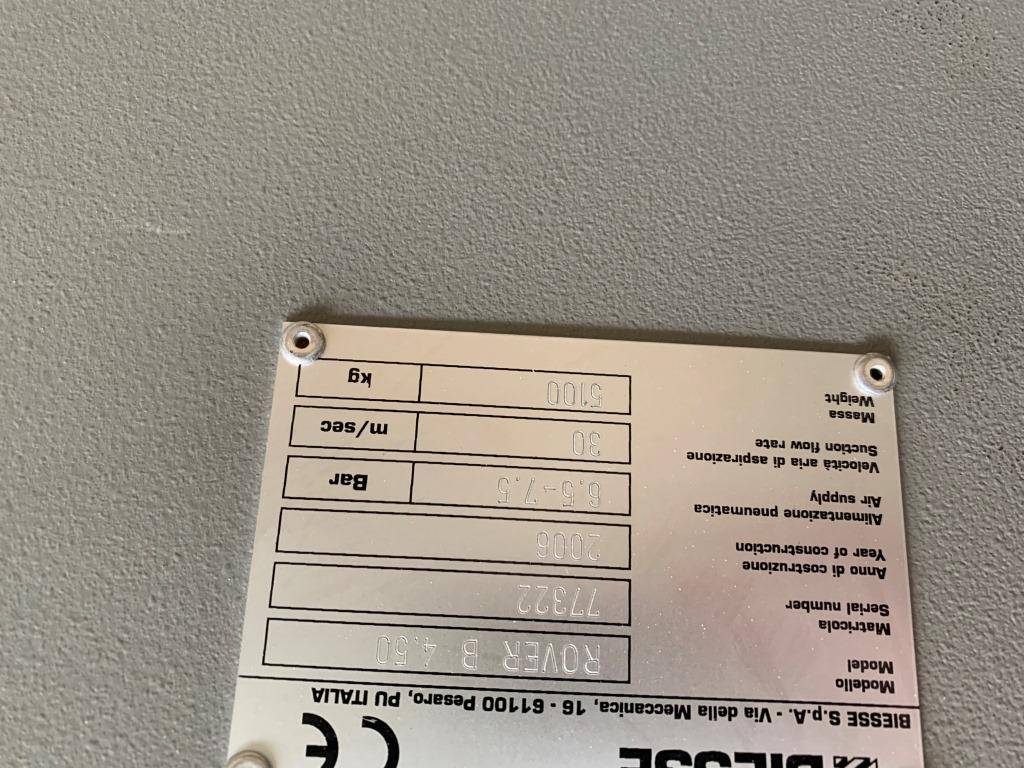 BIESSE CE
BIESSE S.p.A. - Via della Meccanica, 16 - 61100 Pesaro, PU ITALIA
Modello
Model ROVER B 4.50
Matricola
Serial number 77322
Anno di costruzione
Year of construction 2006
Alimentazione pneumatica
Air supply 6.5-7.5 Bar
Velocità aria di aspirazione
Suction flow rate 30 m/sec
Massa
Weight 5100 kg